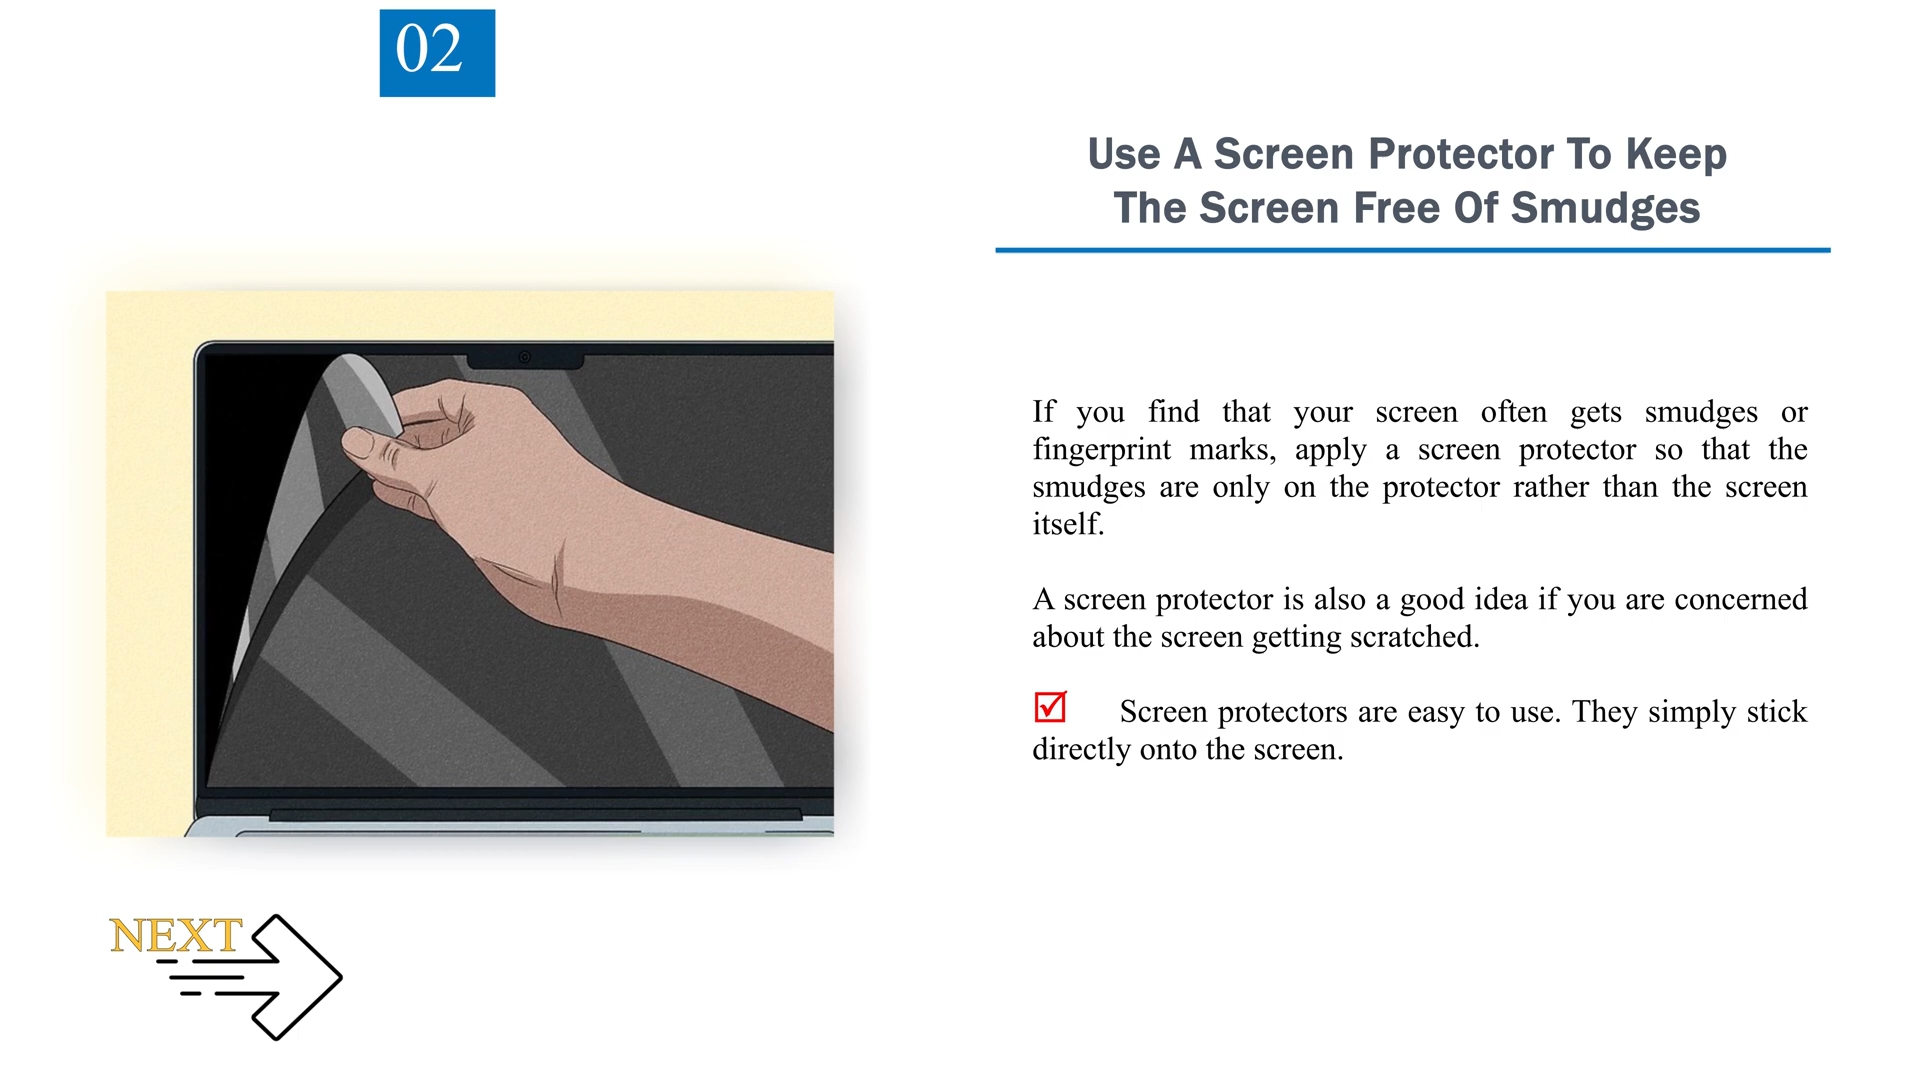 02
Use A Screen Protector To Keep
The Screen Free Of Smudges
If you find that your screen often gets smudges or
fingerprint marks, apply a screen protector so that the
smudges are only on the protector rather than the screen
itself.
A screen protector is also a good idea if you are concerned
about the screen getting scratched.
☑ Screen protectors are easy to use. They simply stick
directly onto the screen.
NEXT